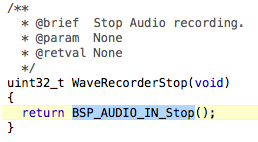 /**
  * @brief  Stop Audio recording.
  * @param  None
  * @retval None
  */
uint32_t WaveRecorderStop(void)
{
  return BSP_AUDIO_IN_Stop();
}